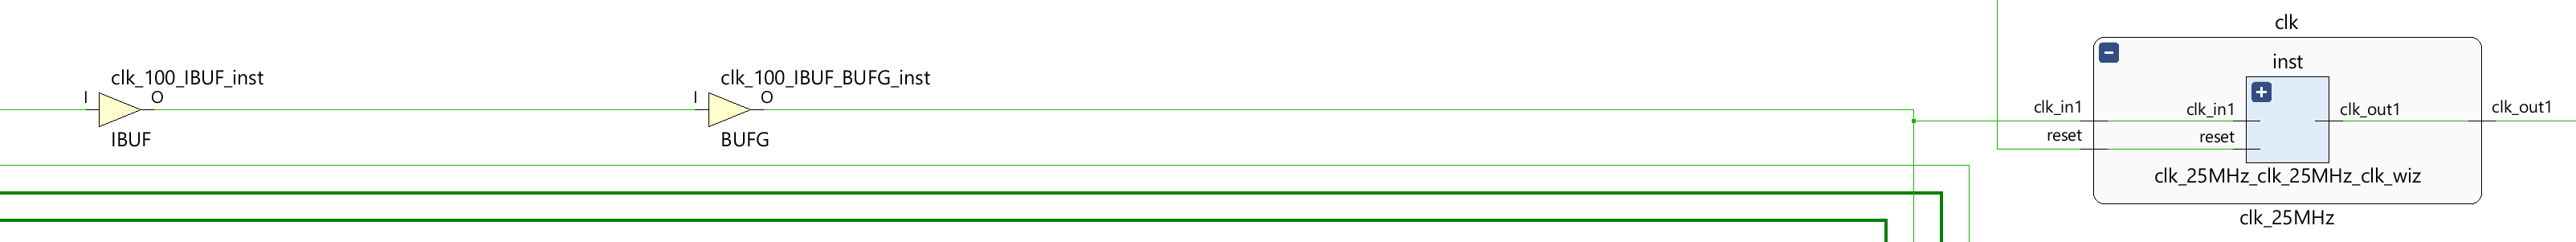 clk
inst
clk_100_IBUF_inst
clk_100_IBUF_BUFG_inst
I
O
I
O
clk_in1
clk_in1
clk_out1
clk_out1
IBUF
BUFG
reset
reset
clk_25MHz_clk_25MHz_clk_wiz
clk_25MHz